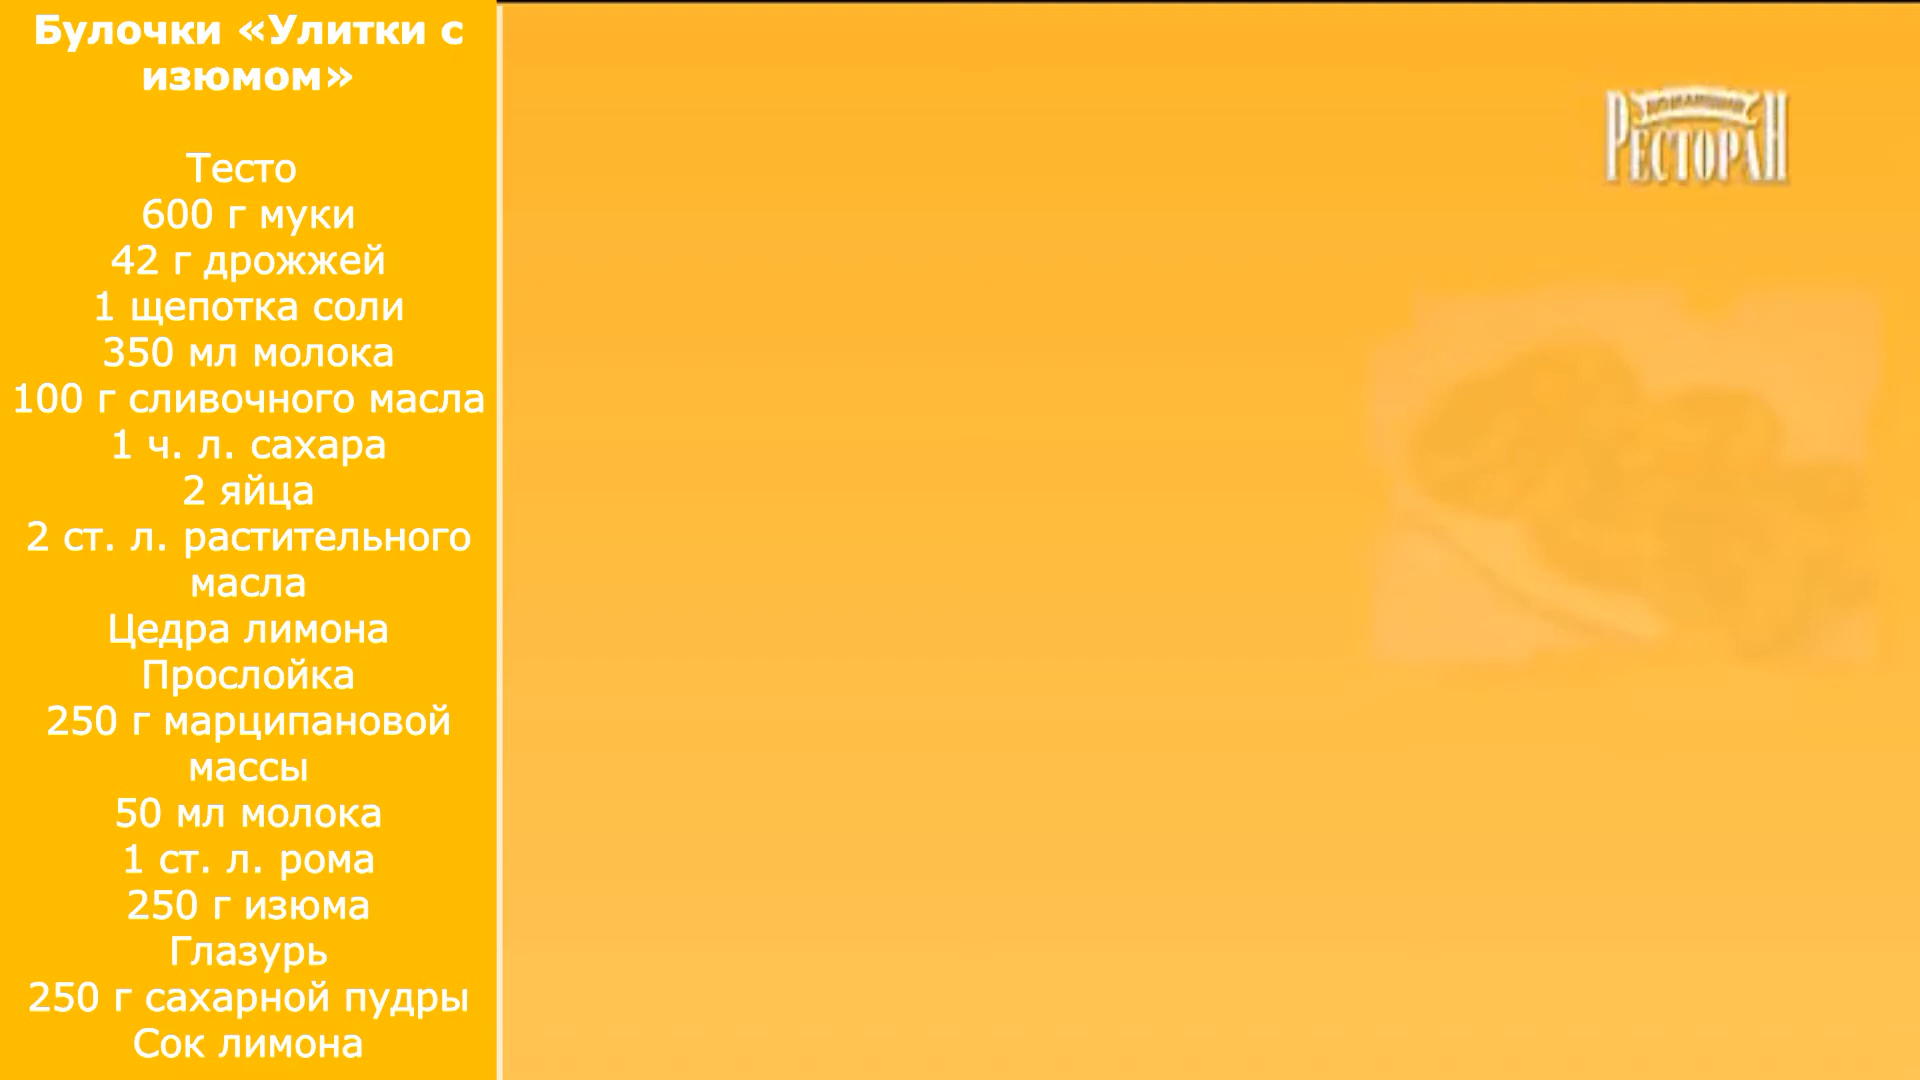 Булочки «Улитки с
изюмом»
Тесто
600 г муки
42 г дрожжей
1 щепотка соли
350 мл молока
100 г сливочного масла
1 ч. л. сахара
2 яйца
2 ст. л. растительного
масла
Цедра лимона
Прослойка
250 г марципановой
массы
50 мл молока
1 ст. л. рома
250 г изюма
Глазурь
250 г сахарной пудры
Сок лимона
РЕСТОРАН